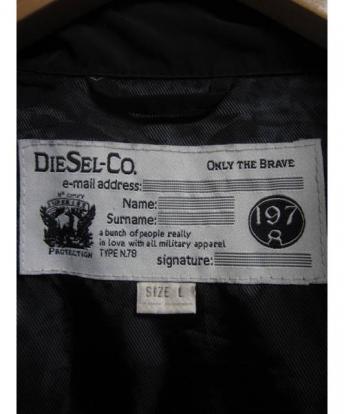 DIESEL-CO. ONLY THE BRAVE
e-mail address:
Name:
Surname:
197
8
a bunch of people really
in love with all military apparel
PROTECTION TYPE N.78
signature:
SIZE L